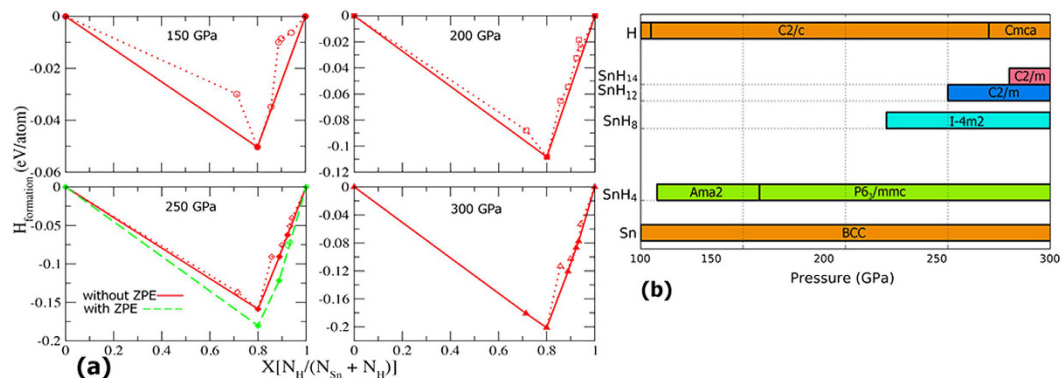 0
150 GPa
-0.02
-0.04
-0.06
0
200 GPa
-0.02
-0.04
-0.06
-0.08
-0.1
-0.12
0
250 GPa
-0.05
-0.1
-0.15
-0.2
without ZPE
with ZPE
0 0.2 0.4 0.6 0.8 1
0
300 GPa
-0.04
-0.08
-0.12
-0.16
-0.2
0 0.2 0.4 0.6 0.8 1
H_formation (eV/atom)
X[N_H/(N_Sn + N_H)]
(a)
H C2/c Cmca
SnH₁₄ C2/m
SnH₁₂ C2/m
SnH₈ I-4m2
SnH₄ Ama2 P6₃/mmc
Sn BCC
100 150 200 250 300
Pressure (GPa)
(b)